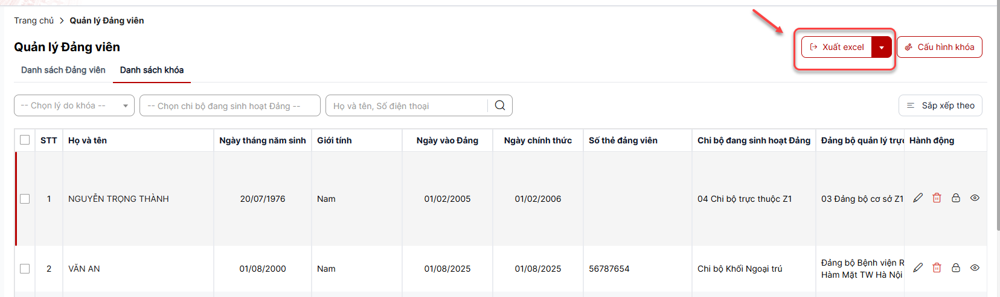 Trang chủ > Quản lý Đảng viên
Quản lý Đảng viên
Xuất excel
Cấu hình khóa
Danh sách Đảng viên
Danh sách khóa
-- Chọn lý do khóa --
-- Chọn chi bộ đang sinh hoạt Đảng --
Họ và tên, Số điện thoại
Sắp xếp theo
STT Họ và tên Ngày tháng năm sinh Giới tính Ngày vào Đảng Ngày chính thức Số thẻ đảng viên Chi bộ đang sinh hoạt Đảng Đảng bộ quản lý trực Hành động
1 NGUYỄN TRỌNG THÀNH 20/07/1976 Nam 01/02/2005 01/02/2006 04 Chi bộ trực thuộc Z1 03 Đảng bộ cơ sở Z1
2 VĂN AN 01/08/2000 Nam 01/08/2025 01/08/2025 56787654 Chi bộ Khối Ngoại trú Đảng bộ Bệnh viện R
Hàm Mặt TW Hà Nội